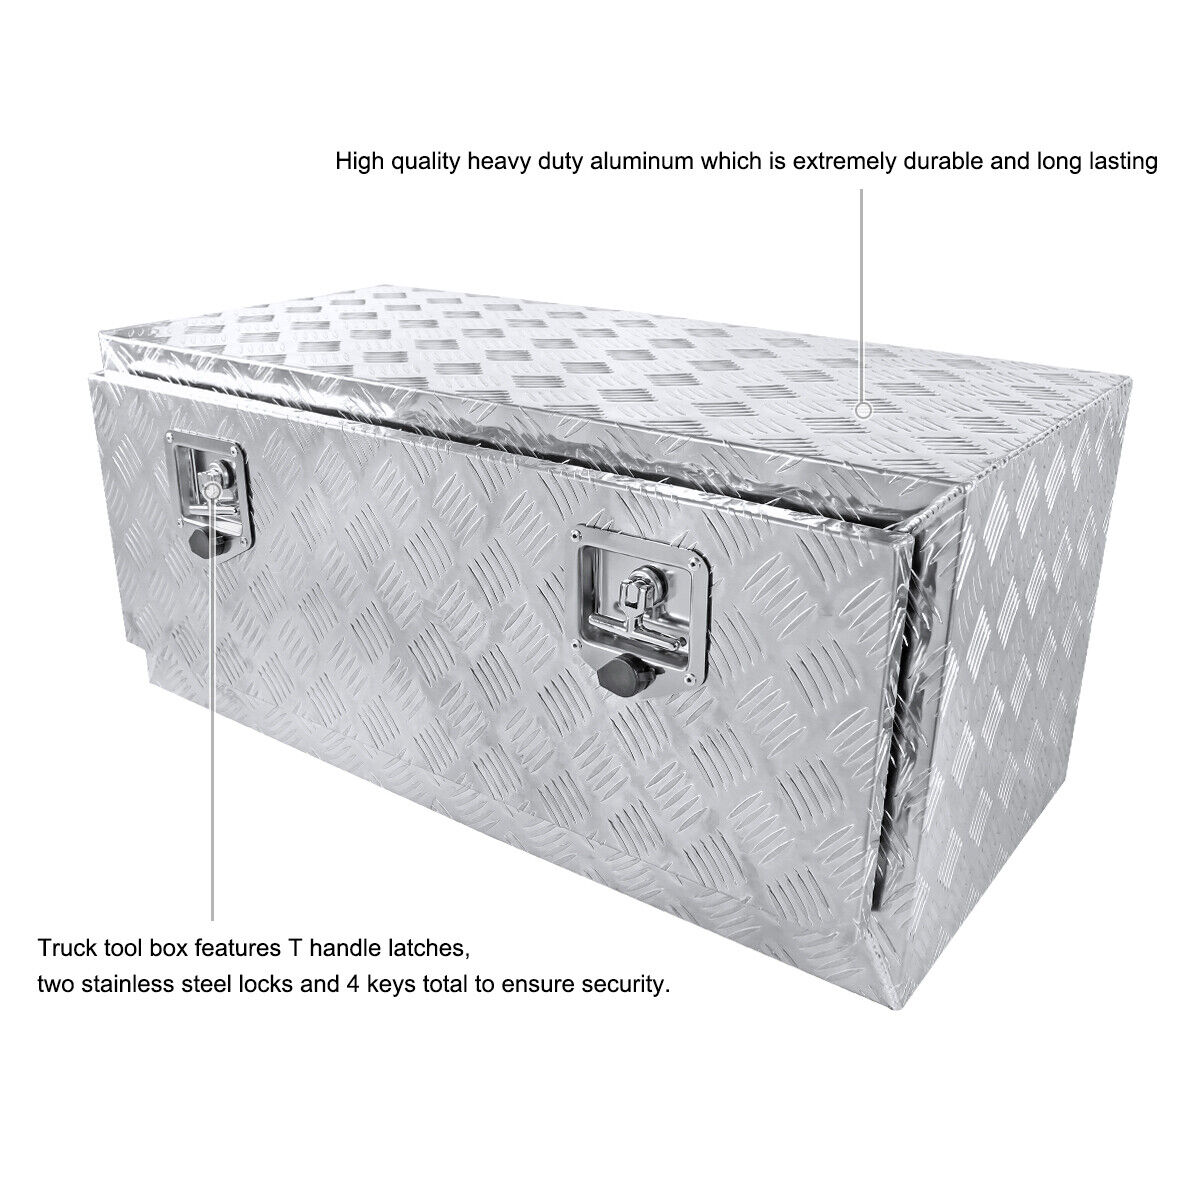 High quality heavy duty aluminum which is extremely durable and long lasting
Truck tool box features T handle latches,
two stainless steel locks and 4 keys total to ensure security.